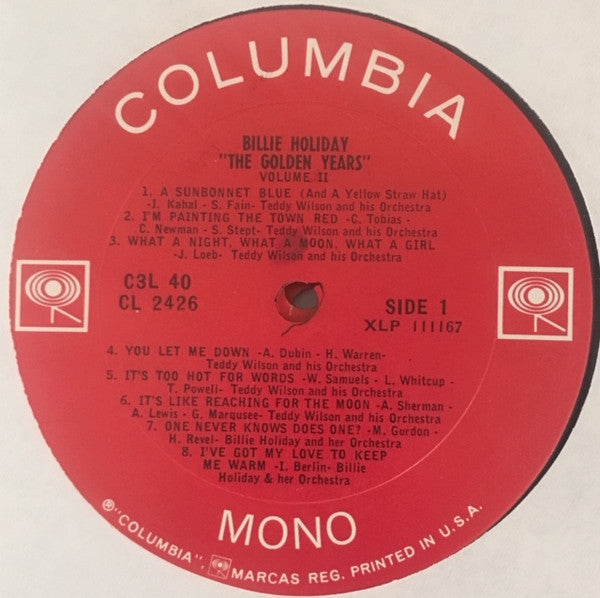 COLUMBIA
BILLIE HOLIDAY
"THE GOLDEN YEARS"
VOLUME II
1. A SUNBONNET BLUE (And A Yellow Straw Hat)
-I. Kahal - S. Fain- Teddy Wilson and his Orchestra
2. I'M PAINTING THE TOWN RED -C. Tobias -
C. Newman - S. Stept- Teddy Wilson and his Orchestra
3. WHAT A NIGHT, WHAT A MOON, WHAT A GIRL
-J. Loeb- Teddy Wilson and his Orchestra
C3L 40
CL 2426
SIDE 1
XLP 111167
4. YOU LET ME DOWN -A. Dubin - H. Warren-
Teddy Wilson and his Orchestra
5. IT'S TOO HOT FOR WORDS -W. Samuels - L. Whitcup -
T. Powell- Teddy Wilson and his Orchestra
6. IT'S LIKE REACHING FOR THE MOON -A. Sherman -
A. Lewis - G. Marqusee- Teddy Wilson and his Orchestra
7. ONE NEVER KNOWS DOES ONE? -M. Gordon -
H. Revel- Billie Holiday and her Orchestra
8. I'VE GOT MY LOVE TO KEEP
ME WARM -I. Berlin- Billie
Holiday & her Orchestra
MONO
®"COLUMBIA", MARCAS REG. PRINTED IN U.S.A.